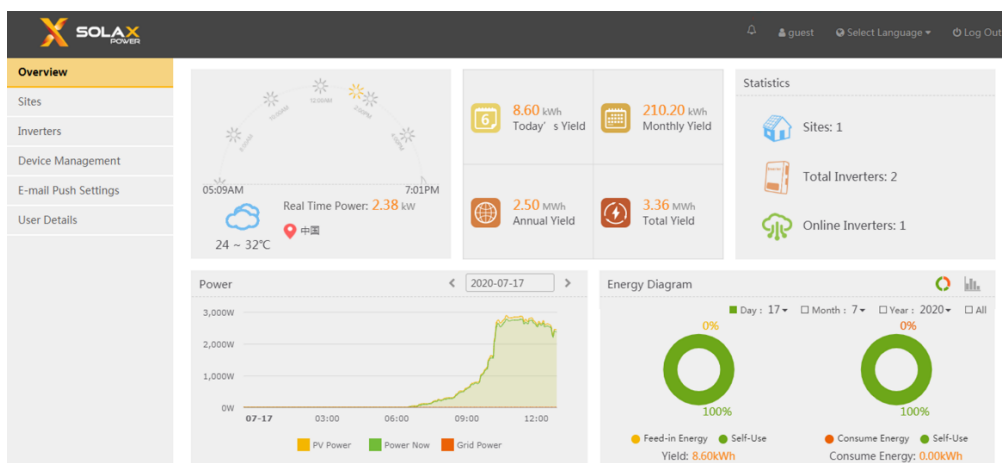 SOLAX
POWER
guest
Select Language
Log Out
Overview
Sites
Inverters
Device Management
E-mail Push Settings
User Details
12:00AM
05:09AM
7:01PM
Real Time Power: 2.38 kW
中国
24 ~ 32℃
6
8.60 kWh
Today' s Yield
210.20 kWh
Monthly Yield
2.50 MWh
Annual Yield
3.36 MWh
Total Yield
Statistics
Sites: 1
Total Inverters: 2
Online Inverters: 1
Power
2020-07-17
3,000W
2,000W
1,000W
0W
07-17
03:00
06:00
09:00
12:00
PV Power
Power Now
Grid Power
Energy Diagram
Day : 17
Month : 7
Year : 2020
All
0%
100%
Feed-in Energy
Self-Use
Yield: 8.60kWh
0%
100%
Consume Energy
Self-Use
Consume Energy: 0.00kWh